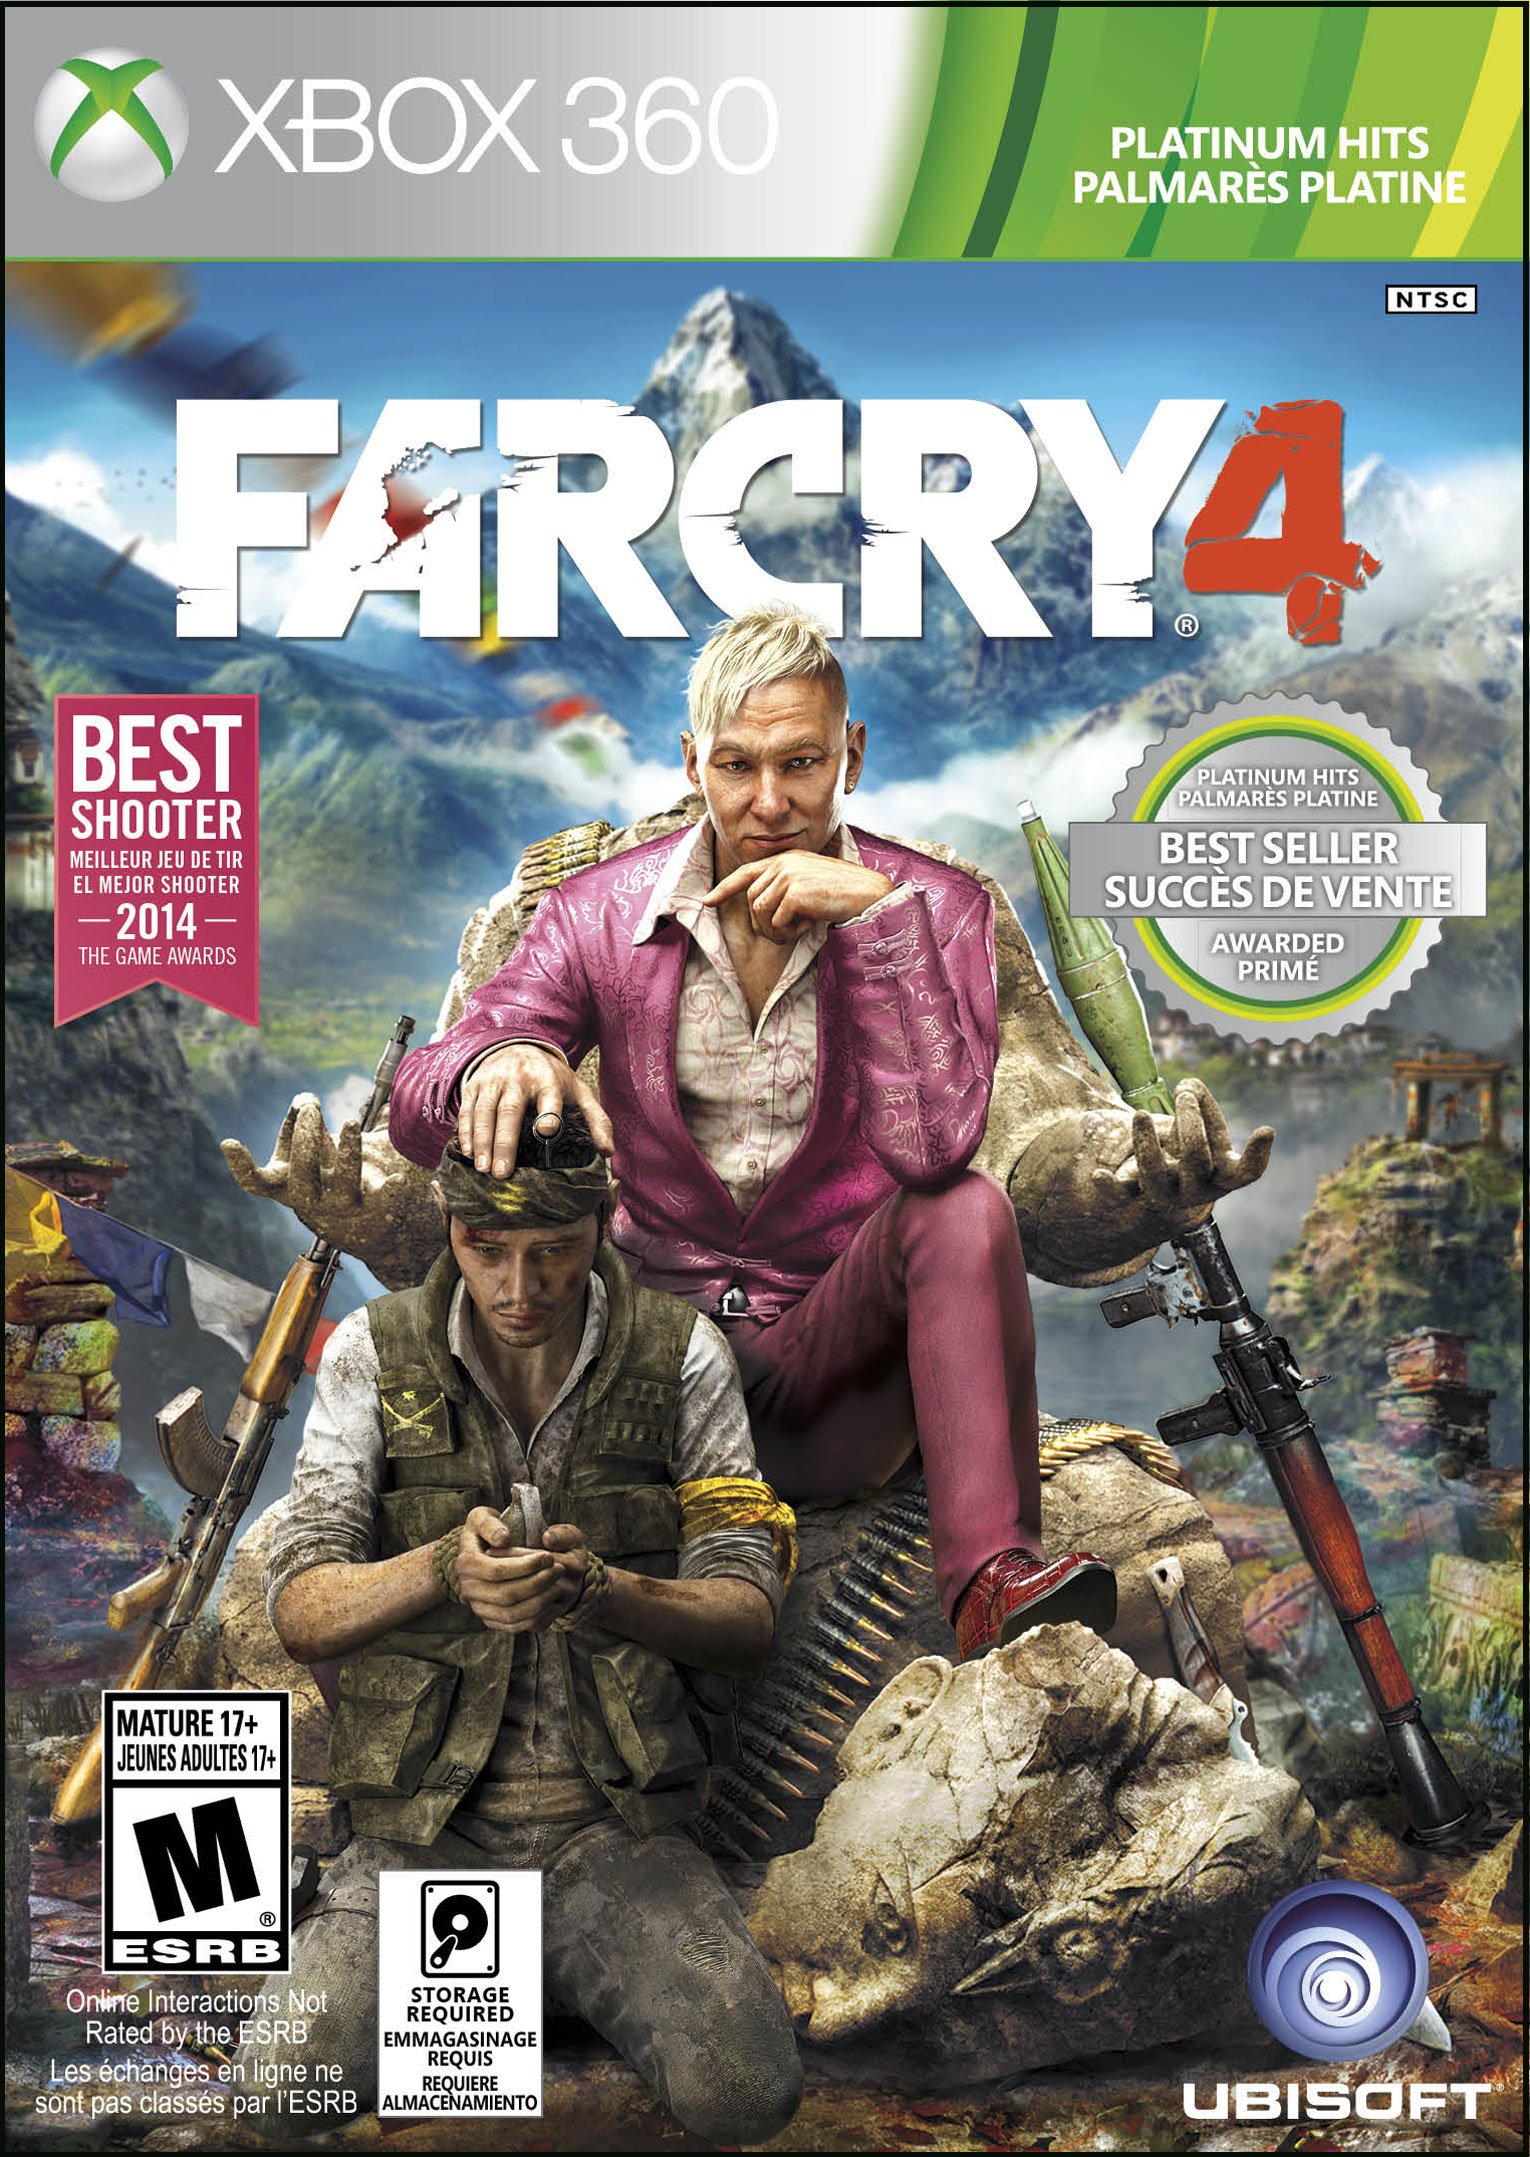 XBOX 360
PLATINUM HITS
PALMARÈS PLATINE
NTSC
FARCRY4
®
BEST
SHOOTER
MEILLEUR JEU DE TIR
EL MEJOR SHOOTER
— 2014 —
THE GAME AWARDS
PLATINUM HITS
PALMARÈS PLATINE
BEST SELLER
SUCCÈS DE VENTE
AWARDED
PRIMÉ
MATURE 17+
JEUNES ADULTES 17+
M
®
ESRB
Online Interactions Not
Rated by the ESRB
Les échanges en ligne ne
sont pas classés par l'ESRB
STORAGE
REQUIRED
EMMAGASINAGE
REQUIS
REQUIERE
ALMACENAMIENTO
UBISOFT®